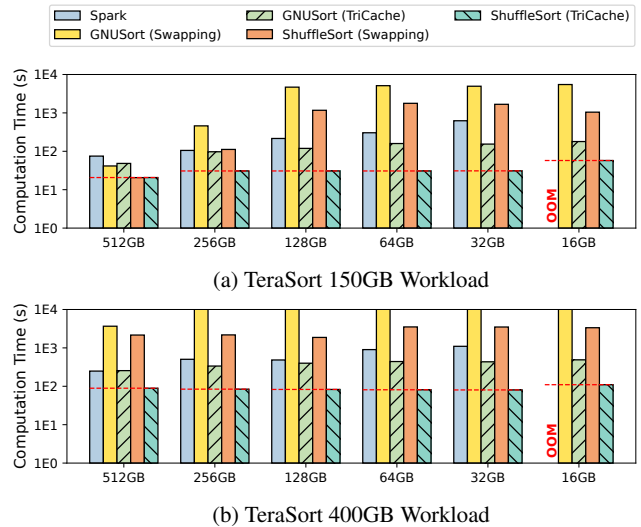 Spark GNUSort (TriCache) ShuffleSort (TriCache)
GNUSort (Swapping) ShuffleSort (Swapping)
Computation Time (s)
1E4
1E3
1E2
1E1
1E0
OOM
512GB 256GB 128GB 64GB 32GB 16GB
(a) TeraSort 150GB Workload
Computation Time (s)
1E4
1E3
1E2
1E1
1E0
OOM
512GB 256GB 128GB 64GB 32GB 16GB
(b) TeraSort 400GB Workload